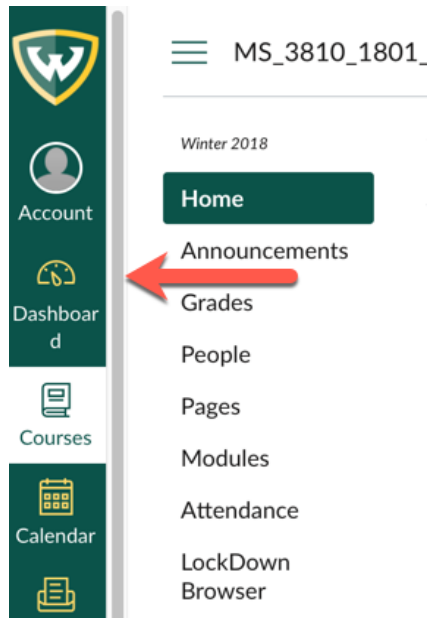 W
MS_3810_1801_
Winter 2018
Account
Dashboar
d
Courses
Calendar
Home
Announcements
Grades
People
Pages
Modules
Attendance
LockDown
Browser